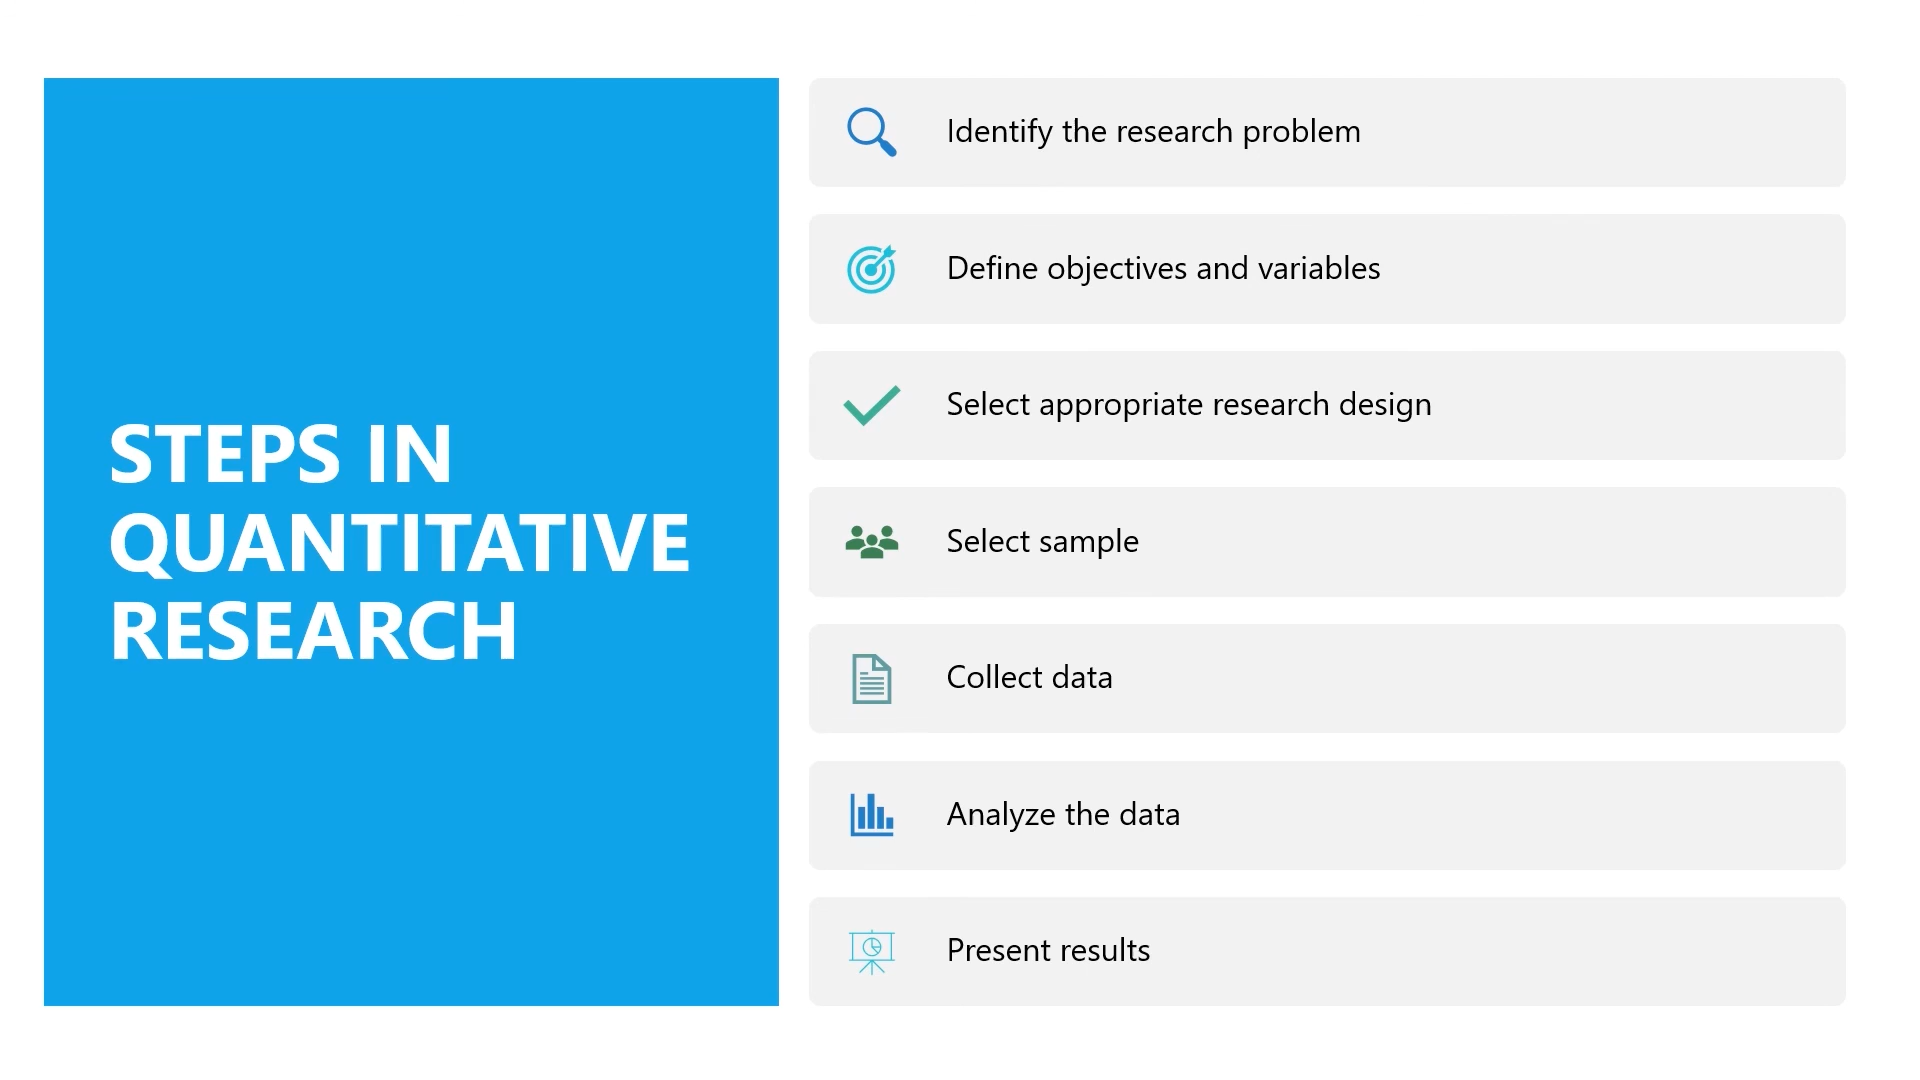 STEPS IN
QUANTITATIVE
RESEARCH
Identify the research problem
Define objectives and variables
Select appropriate research design
Select sample
Collect data
Analyze the data
Present results